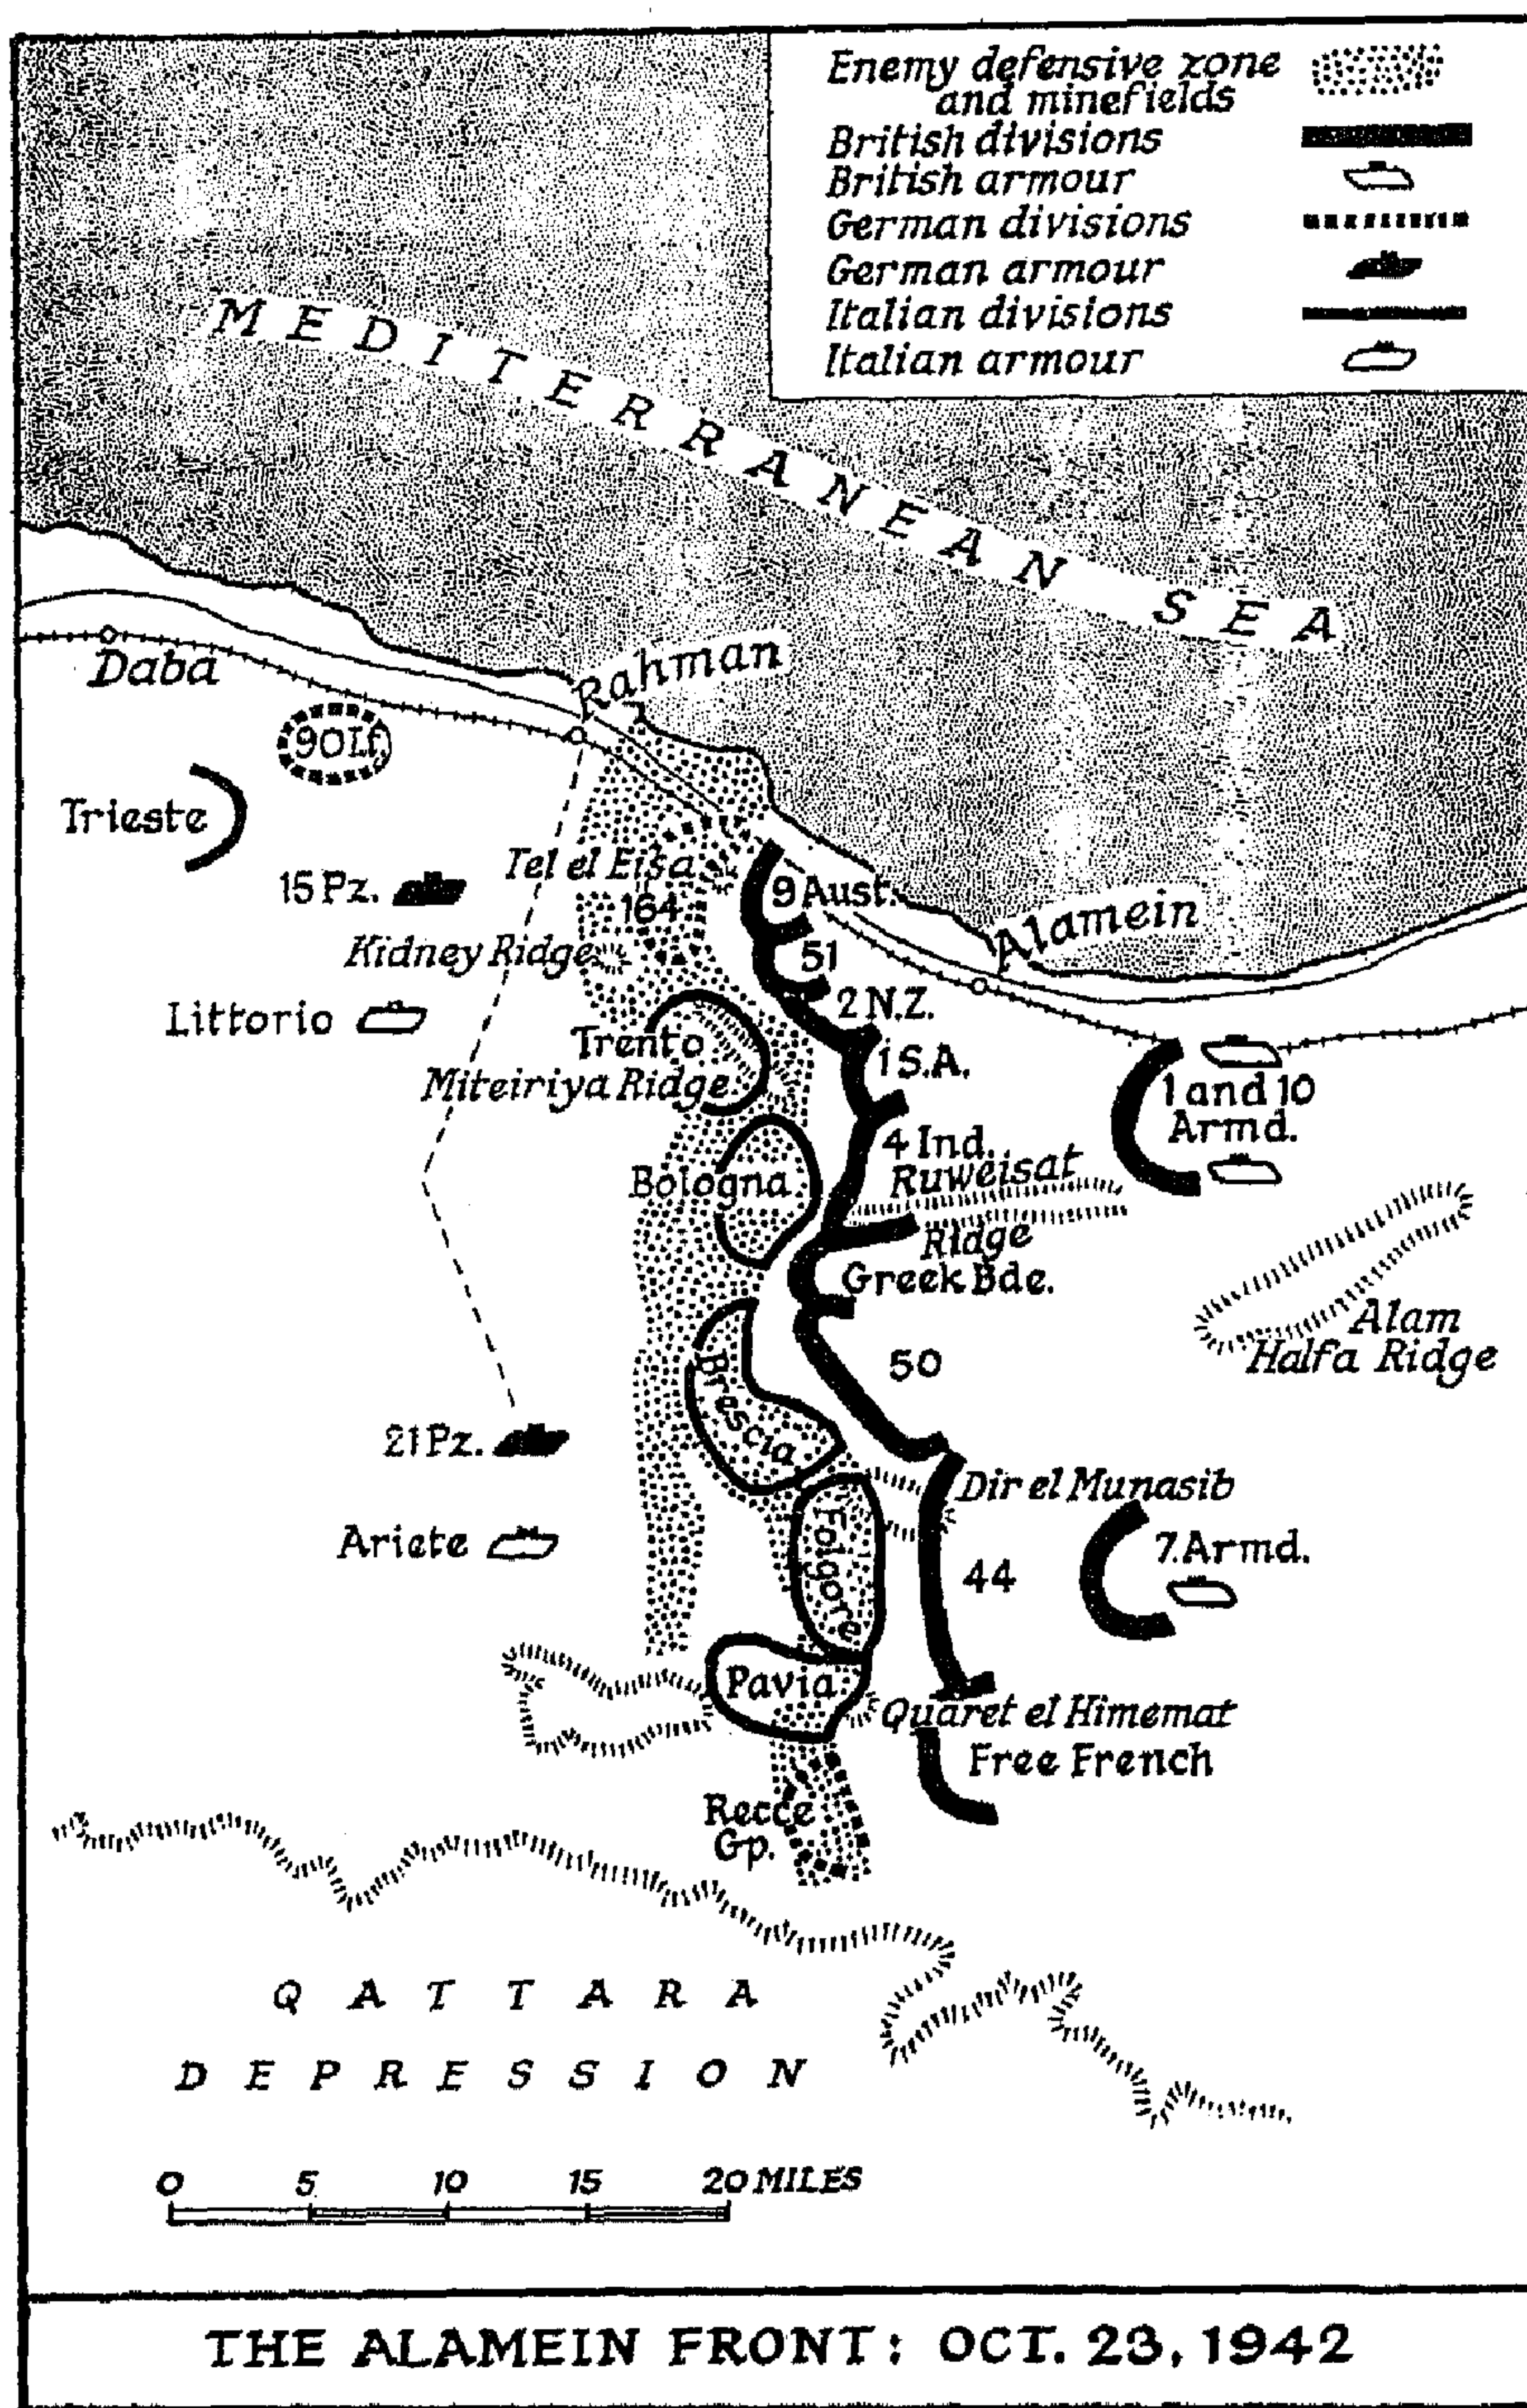 Enemy defensive zone
and minefields
British divisions
British armour
German divisions
German armour
Italian divisions
Italian armour
MEDITERRANEAN SEA
Daba
Rahman
90Lt.
Trieste
15 Pz.
Tel el Eisa
164
9 Aust.
Alamein
Kidney Ridge
51
Littorio
2 N.Z.
Trento
1 S.A.
Miteiriya Ridge
1 and 10
Armd.
4 Ind.
Bologna
Ruweisat
Ridge
Greek Bde.
Alam
Halfa Ridge
50
Brescia
21 Pz.
Dir el Munasib
Ariete
Folgore
44
7. Armd.
Pavia
Quaret el Himemat
Free French
Recce
Gp.
QATTARA
DEPRESSION
0 5 10 15 20 MILES
THE ALAMEIN FRONT: OCT. 23, 1942